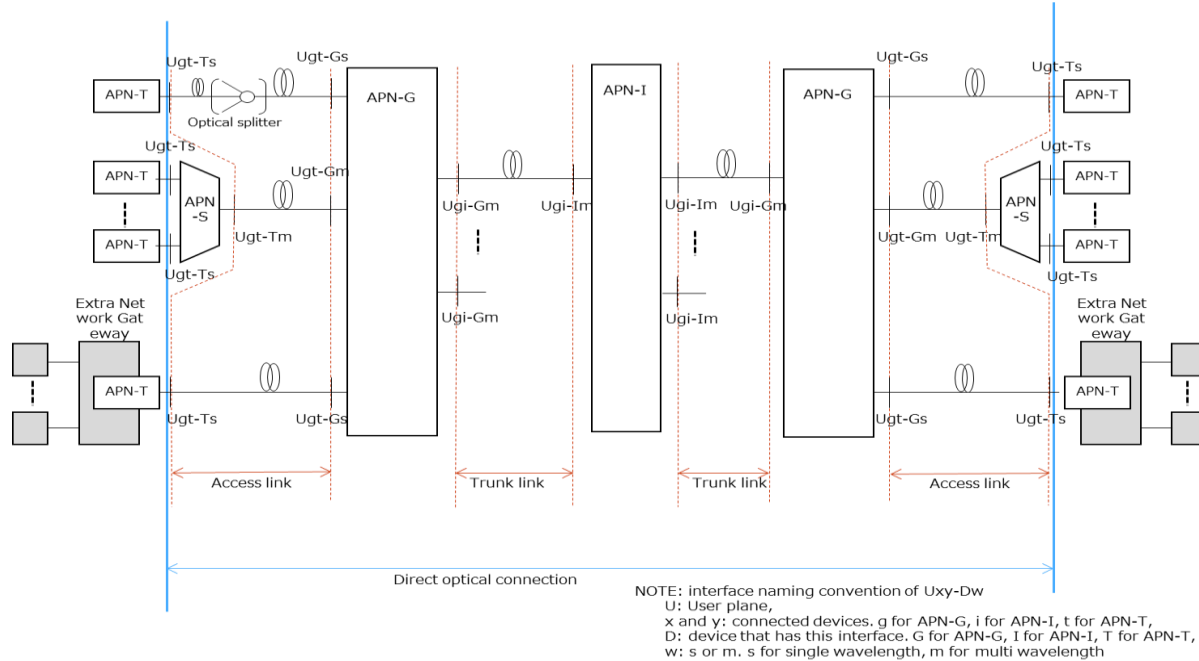 Ugt-Ts
Ugt-Gs
Ugt-Gs
Ugt-Ts
APN-T
Optical splitter
APN-G
APN-I
APN-G
APN-T
Ugt-Ts
Ugt-Gm
Ugt-Ts
APN-T
APN
-S
APN-T
APN
-S
APN-T
Ugt-Tm
Ugi-Gm
Ugi-Im
Ugi-Im
Ugi-Gm
Ugt-Gm
Ugt-Tm
APN-T
Ugt-Ts
Ugt-Ts
Extra Net
work Gat
eway
Ugi-Gm
Ugi-Im
Extra Net
work Gat
eway
APN-T
APN-T
Ugt-Ts
Ugt-Gs
Ugt-Gs
Ugt-Ts
Access link
Trunk link
Trunk link
Access link
Direct optical connection
NOTE: interface naming convention of Uxy-Dw
U: User plane,
x and y: connected devices. g for APN-G, i for APN-I, t for APN-T,
D: device that has this interface. G for APN-G, I for APN-I, T for APN-T,
w: s or m. s for single wavelength, m for multi wavelength